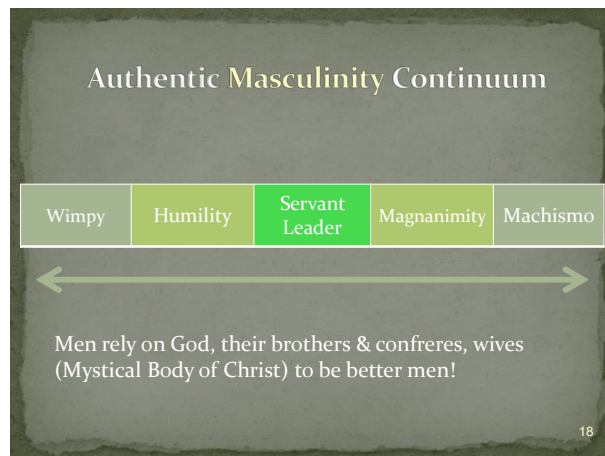 Authentic Masculinity Continuum
Wimpy
Humility
Servant
Leader
Magnanimity
Machismo
Men rely on God, their brothers & confreres, wives
(Mystical Body of Christ) to be better men!
18